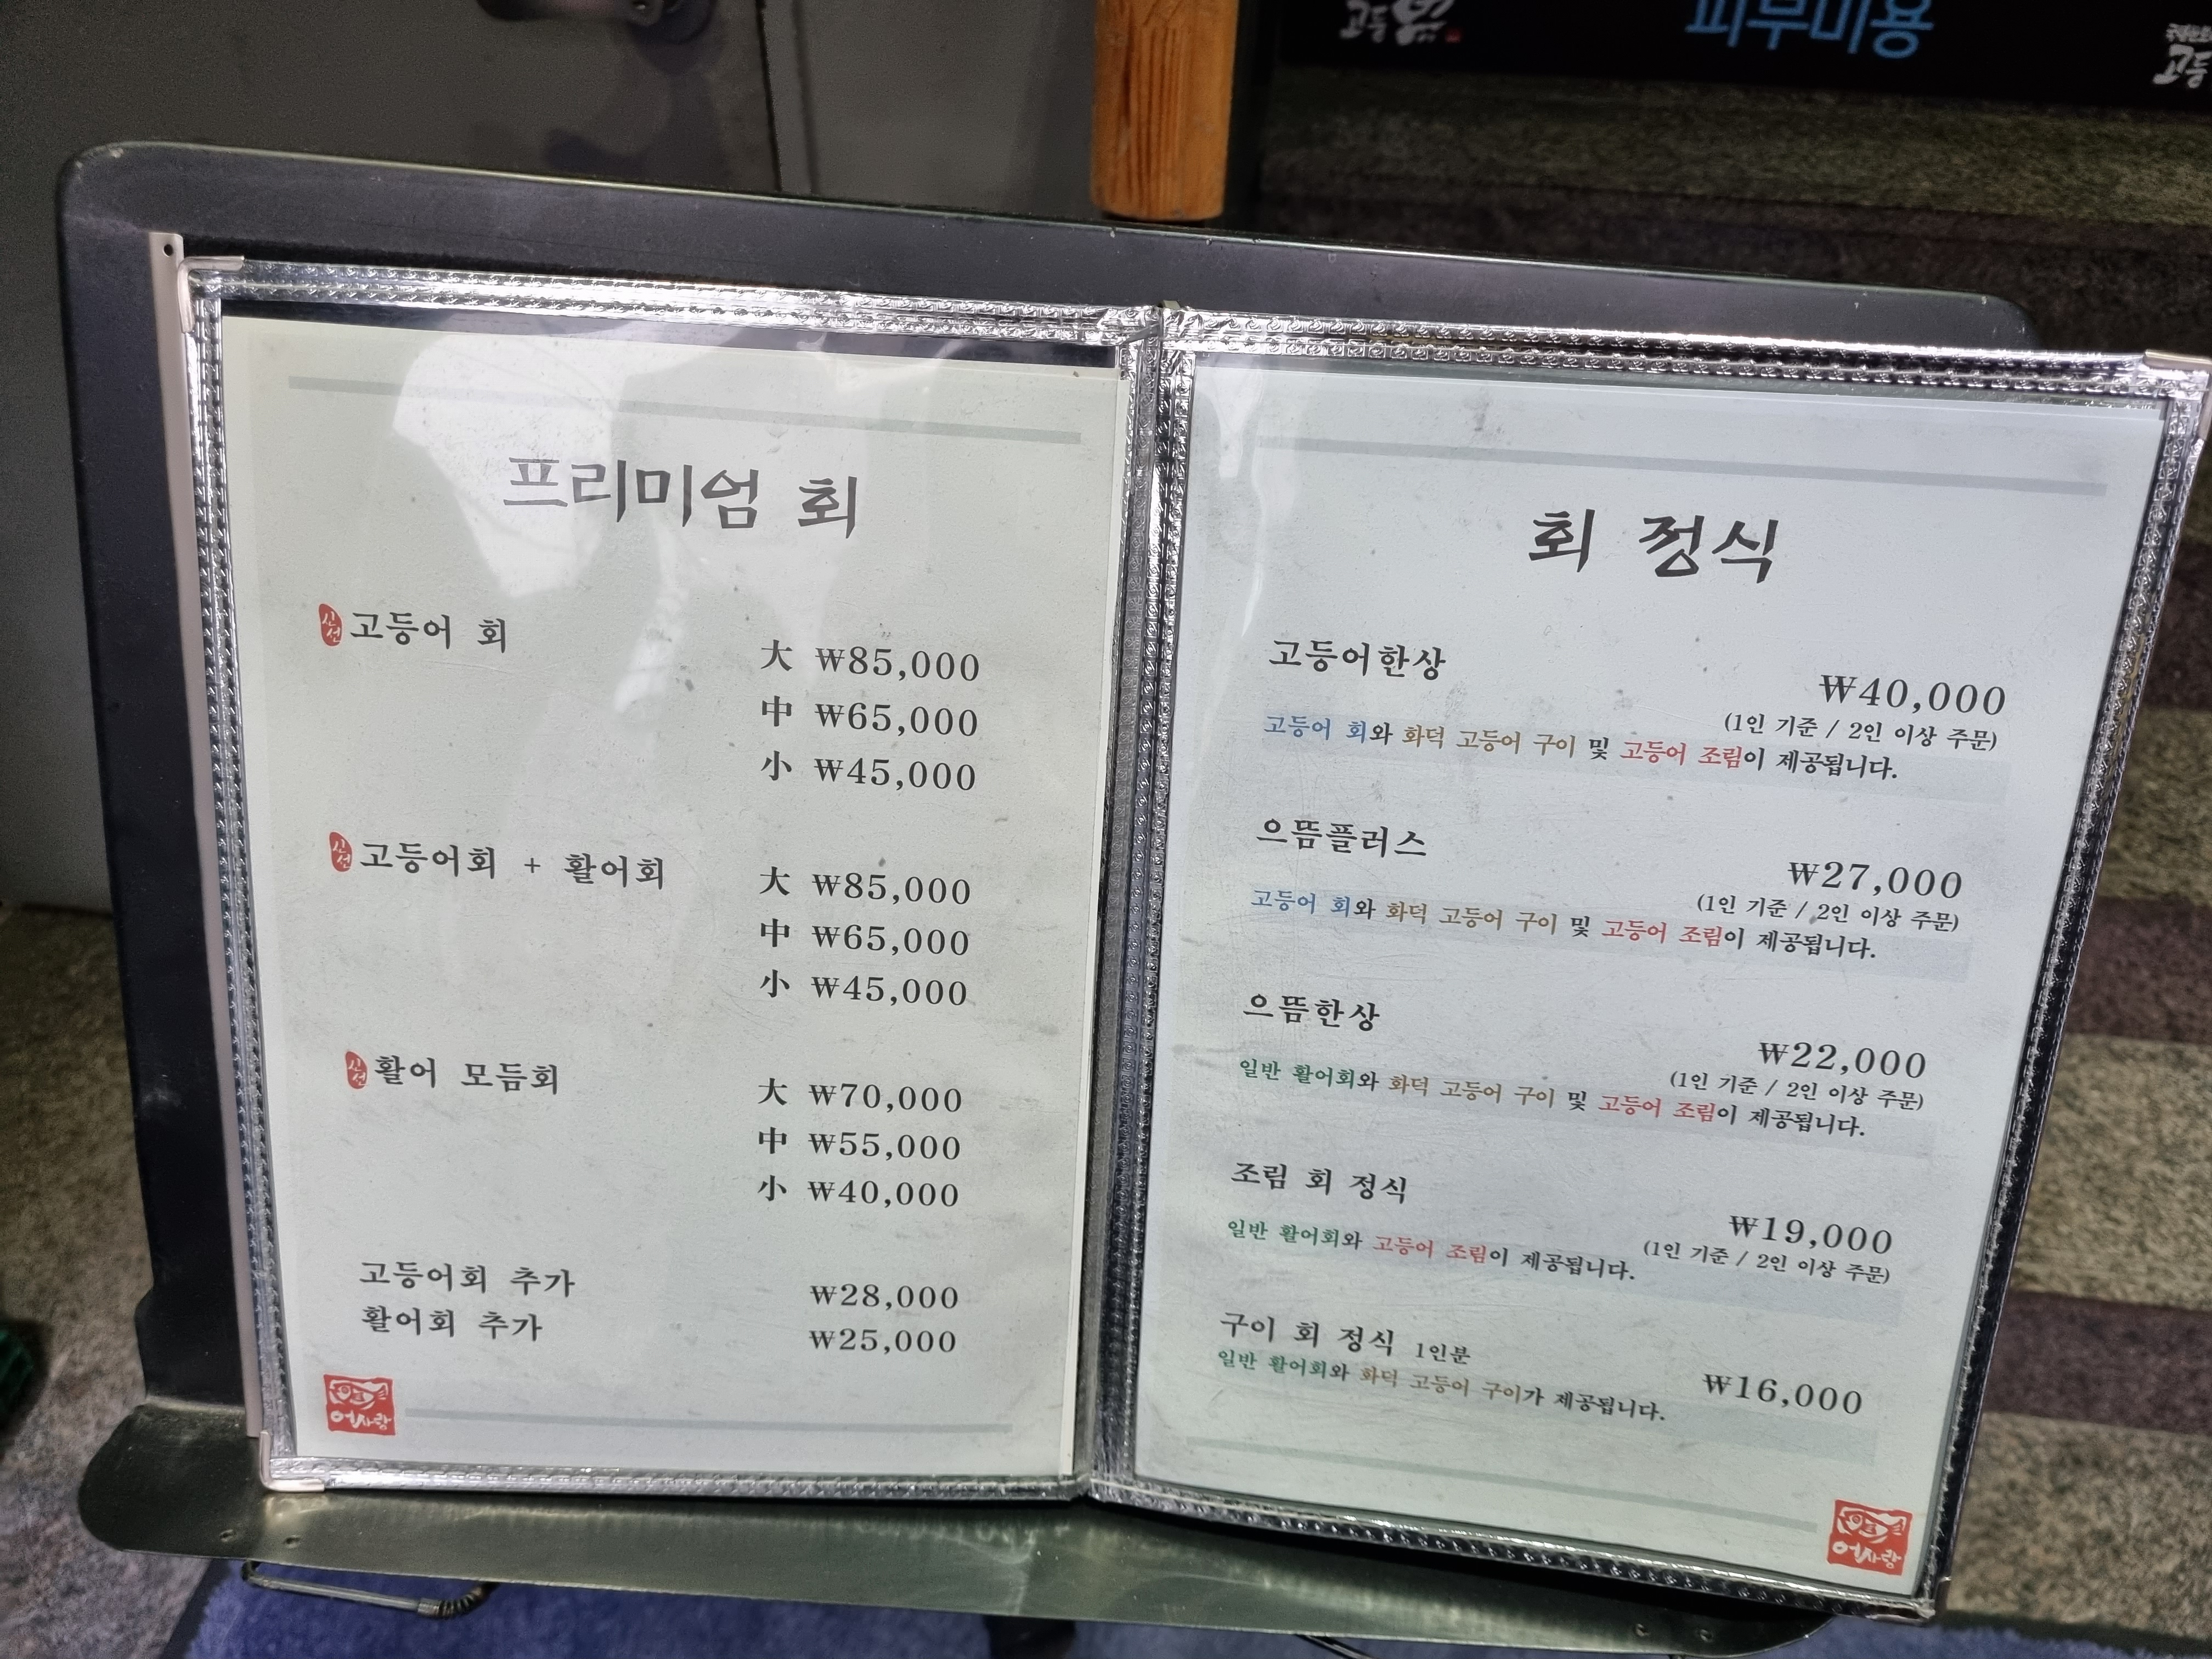 고등
피부미용
고등
프리미엄 회
신선 고등어 회
大 ₩85,000
中 ₩65,000
小 ₩45,000
신선 고등어회 + 활어회
大 ₩85,000
中 ₩65,000
小 ₩45,000
신선 활어 모듬회
大 ₩70,000
中 ₩55,000
小 ₩40,000
고등어회 추가 ₩28,000
활어회 추가 ₩25,000
어사랑
회 정식
고등어한상
₩40,000
(1인 기준 / 2인 이상 주문)
고등어 회와 화덕 고등어 구이 및 고등어 조림이 제공됩니다.
으뜸플러스
₩27,000
(1인 기준 / 2인 이상 주문)
고등어 회와 화덕 고등어 구이 및 고등어 조림이 제공됩니다.
으뜸한상
₩22,000
(1인 기준 / 2인 이상 주문)
일반 활어회와 화덕 고등어 구이 및 고등어 조림이 제공됩니다.
조림 회 정식
₩19,000
(1인 기준 / 2인 이상 주문)
일반 활어회와 고등어 조림이 제공됩니다.
구이 회 정식 1인분
₩16,000
일반 활어회와 화덕 고등어 구이가 제공됩니다.
어사랑